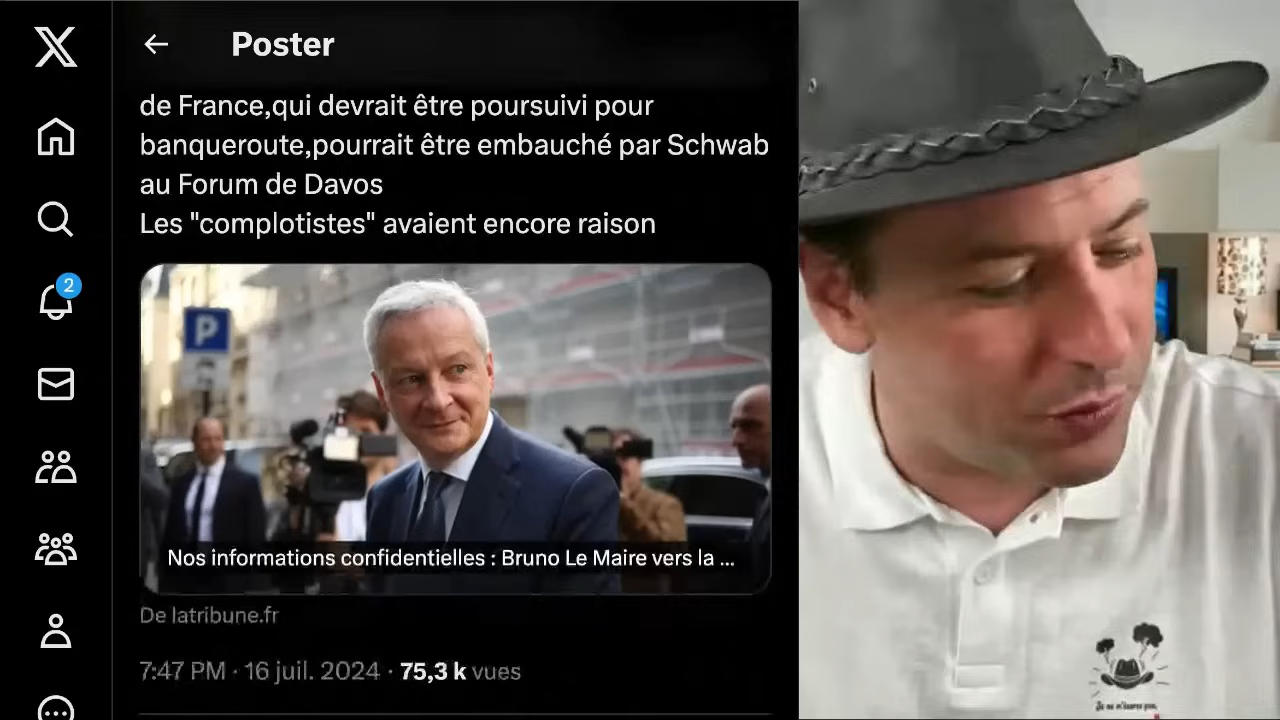 Poster
de France,qui devrait être poursuivi pour
banqueroute,pourrait être embauché par Schwab
au Forum de Davos
Les "complotistes" avaient encore raison
2
P
Nos informations confidentielles : Bruno Le Maire vers la ...
De latribune.fr
7:47 PM · 16 juil. 2024 · 75,3 k vues